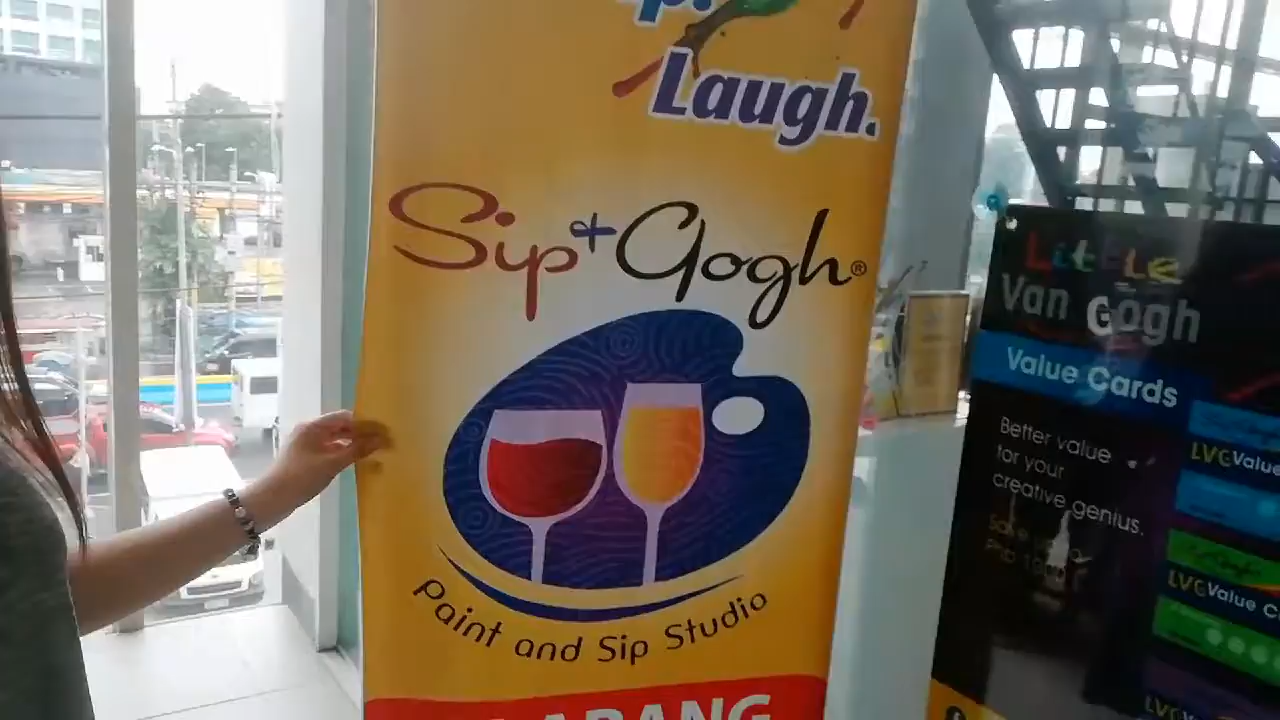 Laugh.
Sip + Gogh®
Paint and Sip Studio
Little
Van Gogh
Value Cards
Better value
for your
creative genius.
LVC Value
LVC Value
LVC